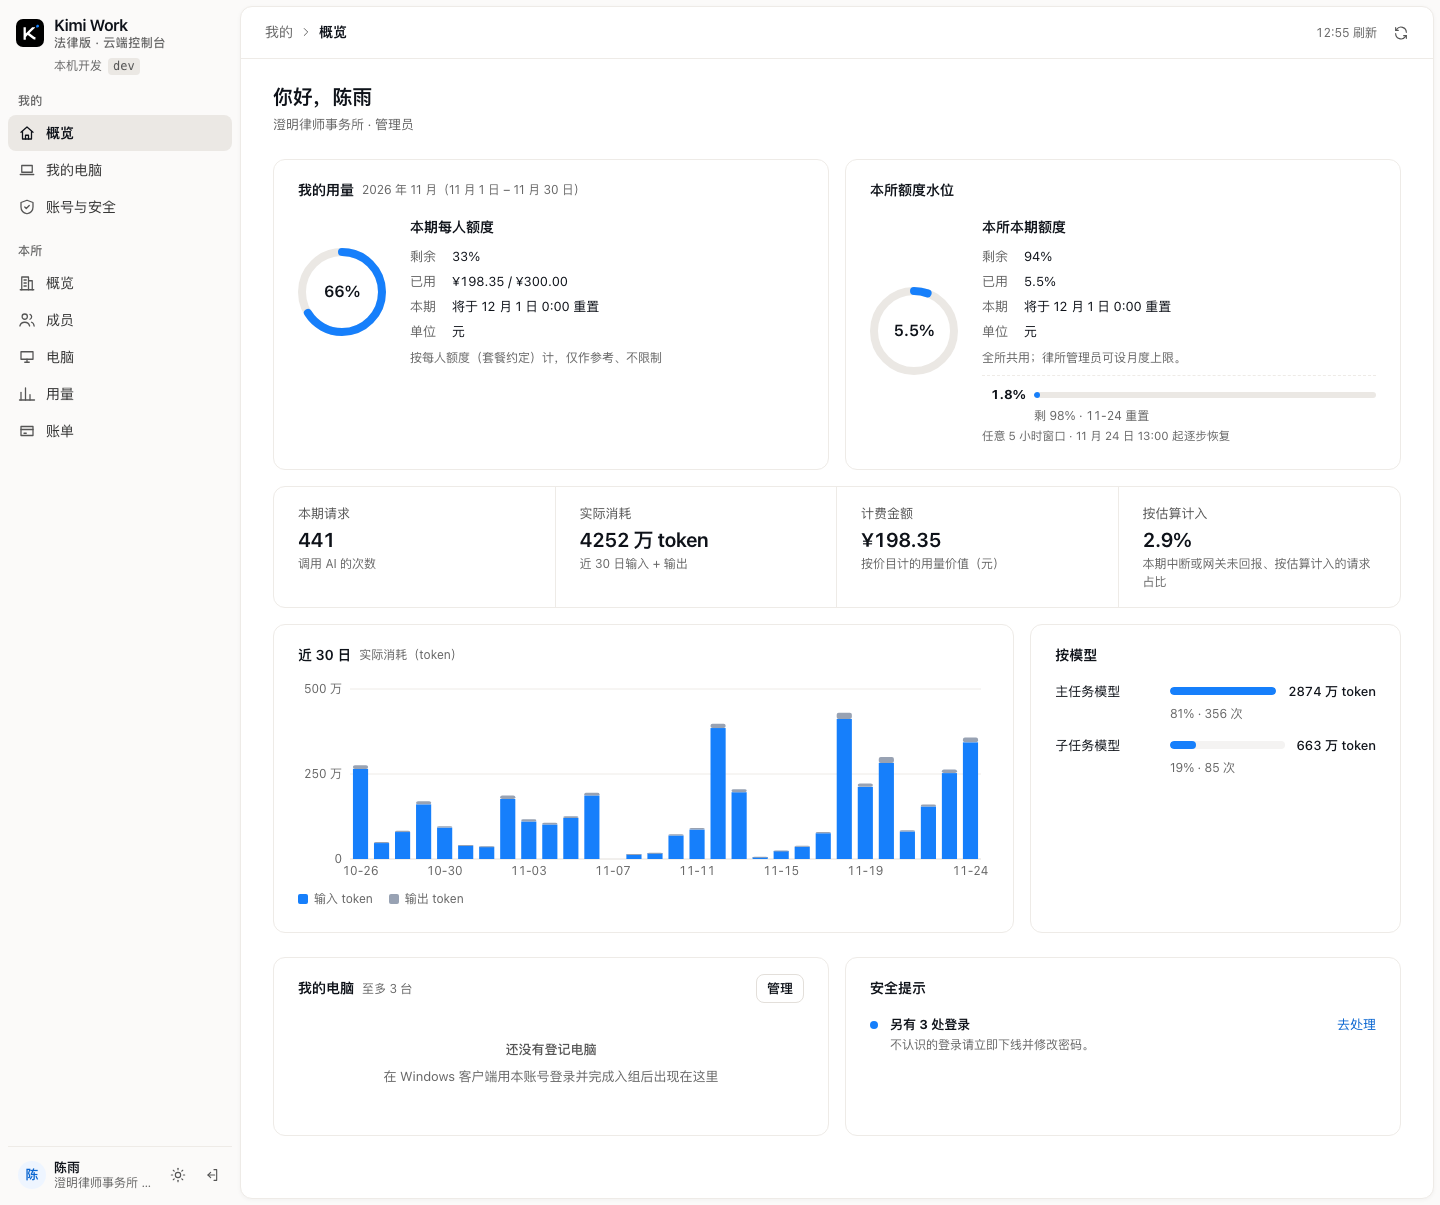 Kimi Work
法律版 · 云端控制台
本机开发 dev
我的
概览
我的电脑
账号与安全
本所
概览
成员
电脑
用量
账单
陈
陈雨
澄明律师事务所 ...
我的 > 概览
12:55 刷新
你好，陈雨
澄明律师事务所 · 管理员
我的用量 2026 年 11 月（11 月 1 日 – 11 月 30 日）
66%
本期每人额度
剩余 33%
已用 ¥198.35 / ¥300.00
本期 将于 12 月 1 日 0:00 重置
单位 元
按每人额度（套餐约定）计，仅作参考、不限制
本所额度水位
5.5%
本所本期额度
剩余 94%
已用 5.5%
本期 将于 12 月 1 日 0:00 重置
单位 元
全所共用；律所管理员可设月度上限。
1.8%
剩 98% · 11-24 重置
任意 5 小时窗口 · 11 月 24 日 13:00 起逐步恢复
本期请求
441
调用 AI 的次数
实际消耗
4252 万 token
近 30 日输入 + 输出
计费金额
¥198.35
按价目计的用量价值（元）
按估算计入
2.9%
本期中断或网关未回报、按估算计入的请求
占比
近 30 日 实际消耗（token）
500 万
250 万
0
10-26 10-30 11-03 11-07 11-11 11-15 11-19 11-24
输入 token 输出 token
按模型
主任务模型 2874 万 token
81% · 356 次
子任务模型 663 万 token
19% · 85 次
我的电脑 至多 3 台
管理
还没有登记电脑
在 Windows 客户端用本账号登录并完成入组后出现在这里
安全提示
另有 3 处登录
去处理
不认识的登录请立即下线并修改密码。